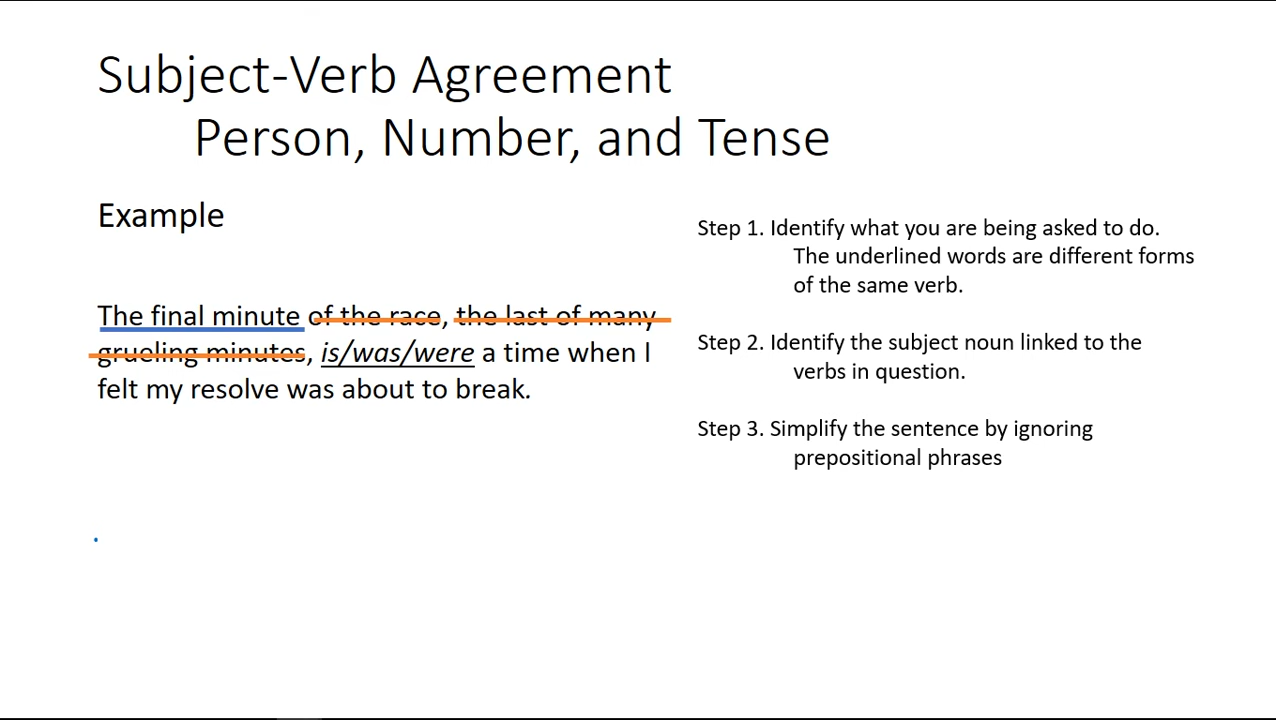 Subject-Verb Agreement
Person, Number, and Tense
Example
The final minute of the race, the last of many
grueling minutes, is/was/were a time when I
felt my resolve was about to break.
Step 1. Identify what you are being asked to do.
The underlined words are different forms
of the same verb.
Step 2. Identify the subject noun linked to the
verbs in question.
Step 3. Simplify the sentence by ignoring
prepositional phrases